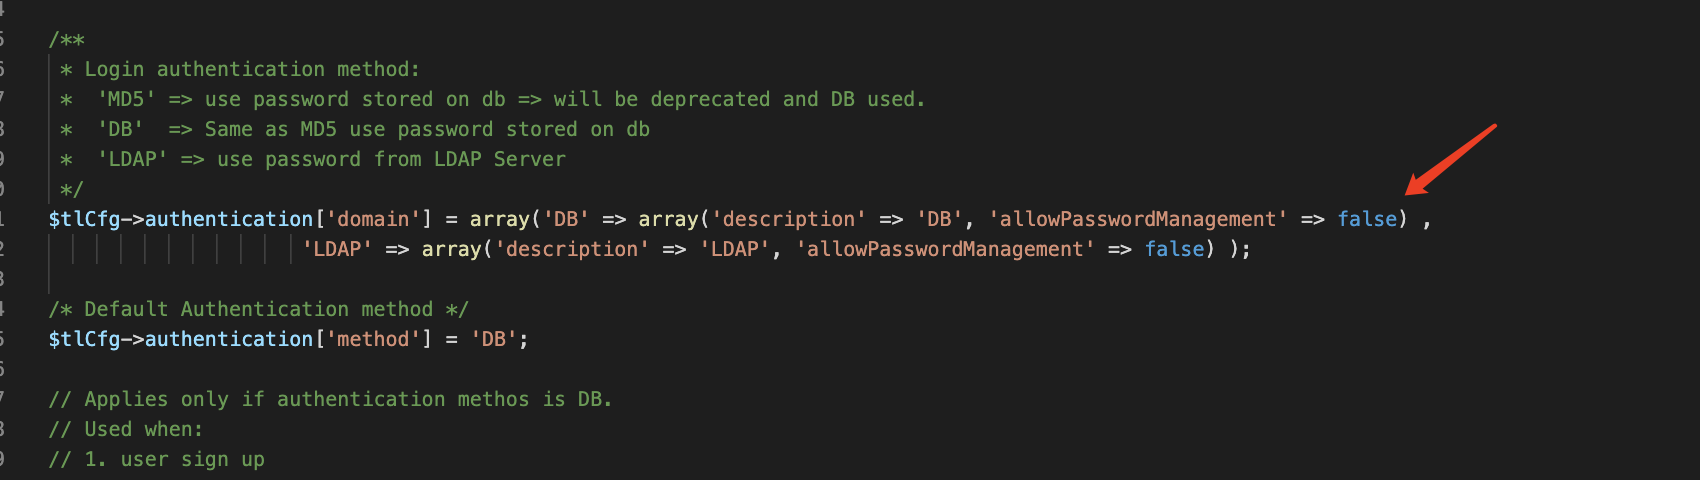 /**
* Login authentication method:
*  'MD5' => use password stored on db => will be deprecated and DB used.
*  'DB'  => Same as MD5 use password stored on db
*  'LDAP' => use password from LDAP Server
*/
$tlCfg->authentication['domain'] = array('DB' => array('description' => 'DB', 'allowPasswordManagement' => false) ,
'LDAP' => array('description' => 'LDAP', 'allowPasswordManagement' => false) );
/* Default Authentication method */
$tlCfg->authentication['method'] = 'DB';
// Applies only if authentication methos is DB.
// Used when:
// 1. user sign up